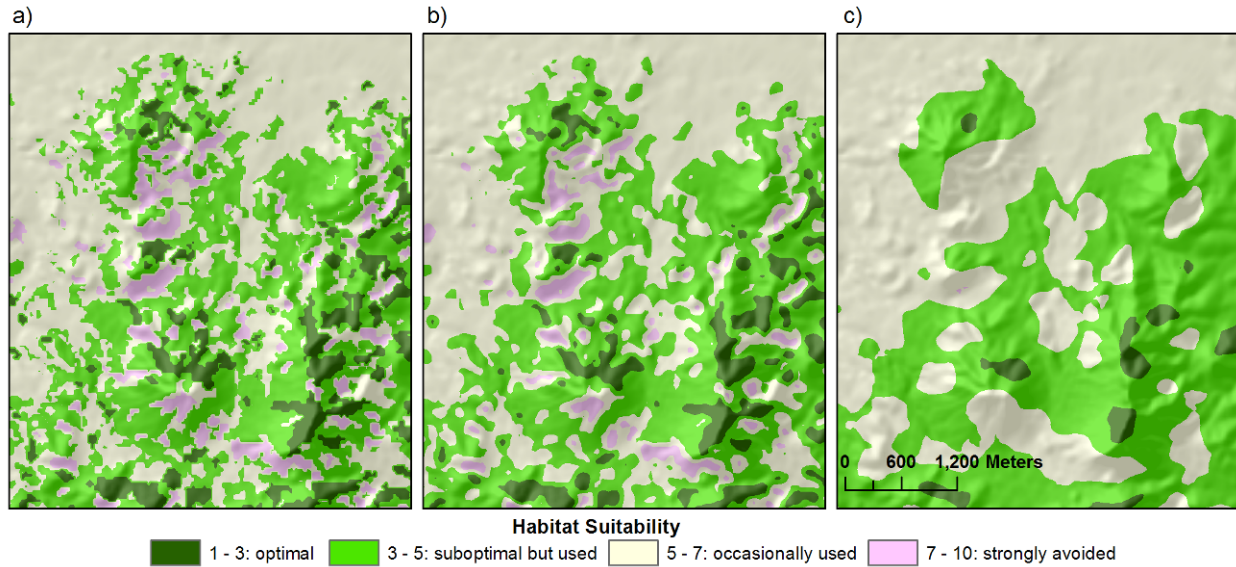 a) b) c)
0 600 1,200 Meters
Habitat Suitability
1 - 3: optimal 3 - 5: suboptimal but used 5 - 7: occasionally used 7 - 10: strongly avoided